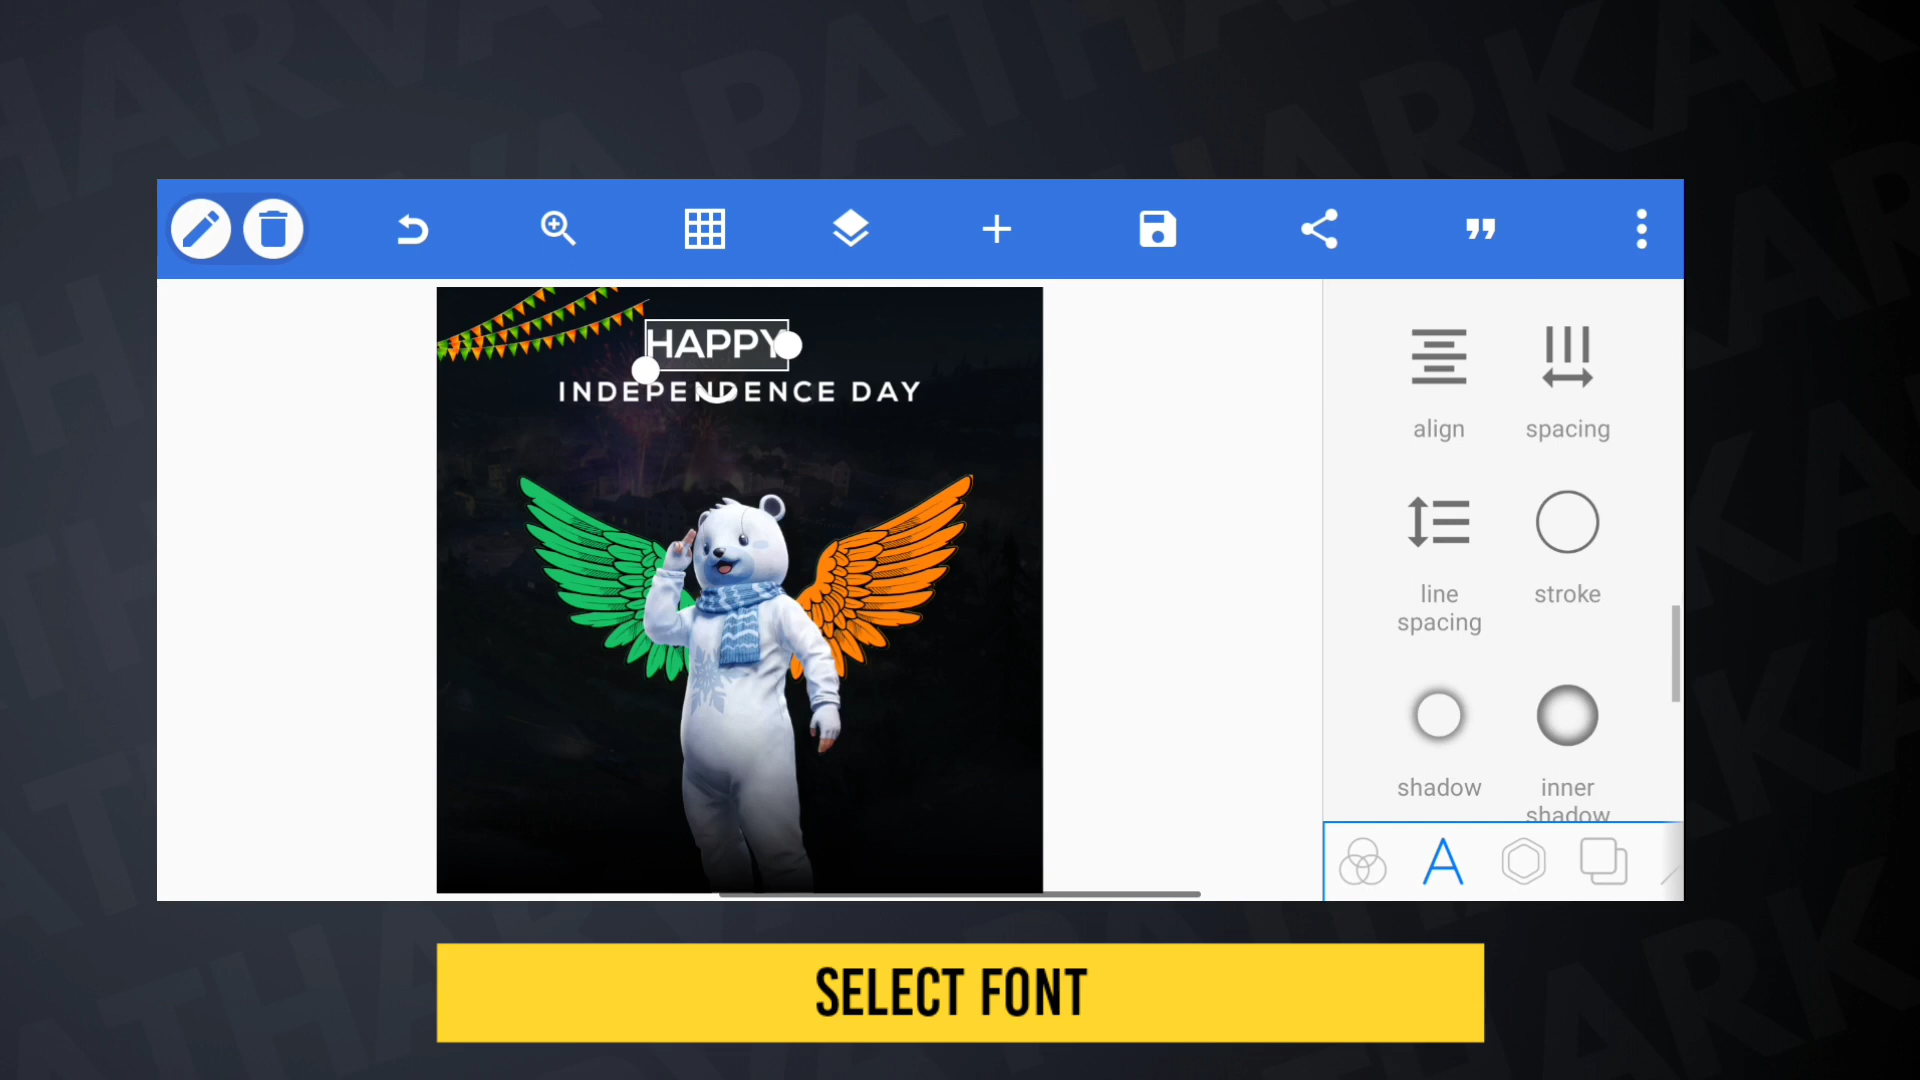 HAPPY
INDEPENDENCE DAY
align
spacing
line
spacing
stroke
shadow
inner
shadow
SELECT FONT